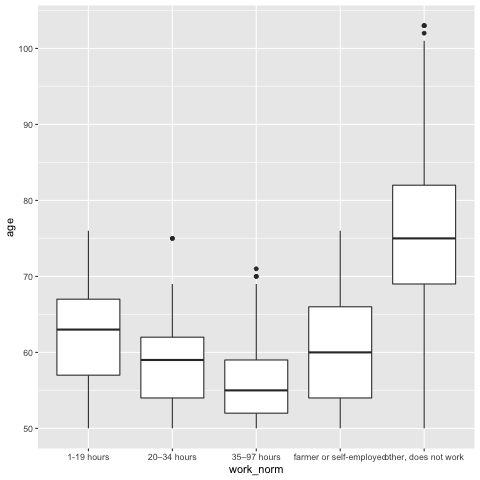 100
90
80
70
60
50
age
1-19 hours
20–34 hours
35–97 hours
farmer or self-employed
other, does not work
work_norm